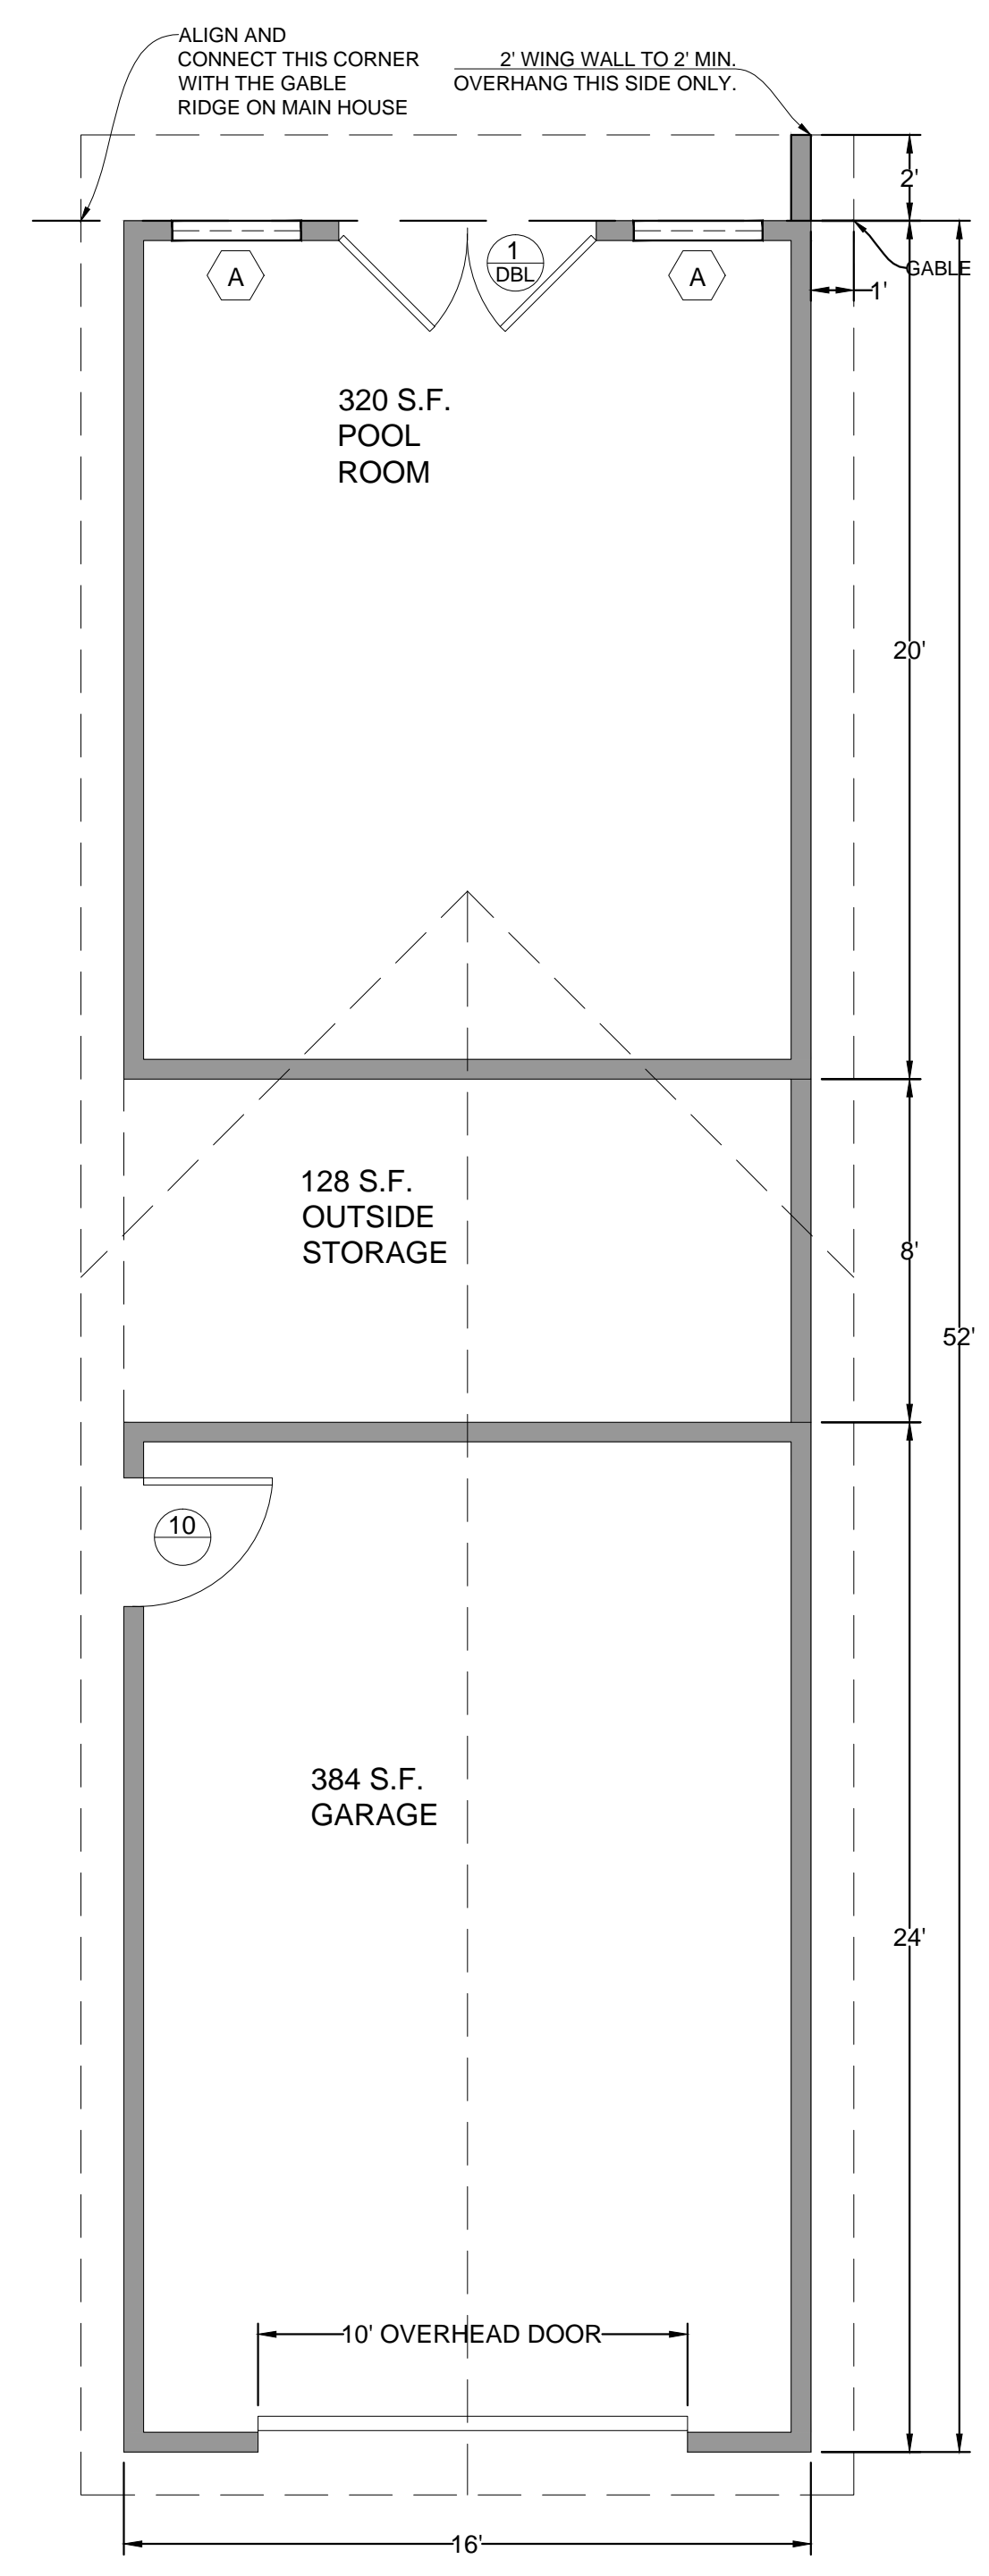 ALIGN AND
CONNECT THIS CORNER
WITH THE GABLE
RIDGE ON MAIN HOUSE
2' WING WALL TO 2' MIN.
OVERHANG THIS SIDE ONLY.
2'
GABLE
1'
A
1
DBL
A
320 S.F.
POOL
ROOM
20'
128 S.F.
OUTSIDE
STORAGE
8'
52'
10
384 S.F.
GARAGE
24'
10' OVERHEAD DOOR
16'